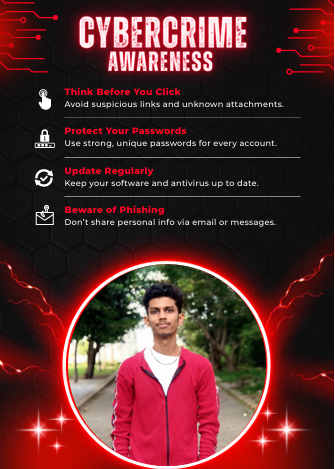 CYBERCRIME
AWARENESS
Think Before You Click
Avoid suspicious links and unknown attachments.
Protect Your Passwords
Use strong, unique passwords for every account.
Update Regularly
Keep your software and antivirus up to date.
Beware of Phishing
Don't share personal info via email or messages.